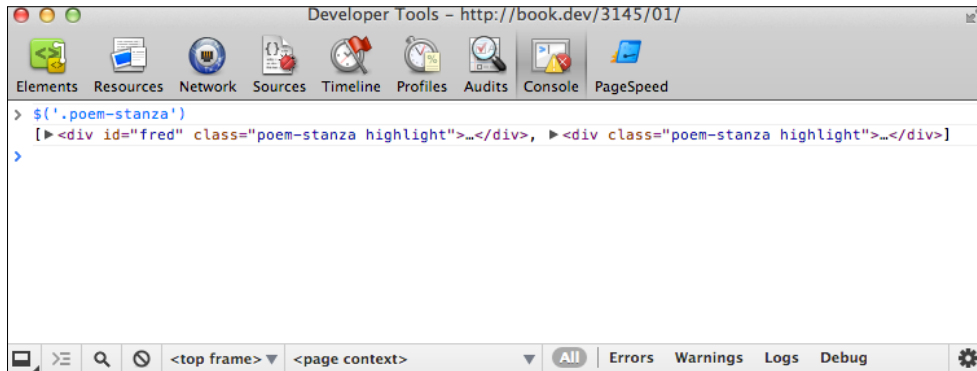 Developer Tools – http://book.dev/3145/01/
Elements Resources Network Sources Timeline Profiles Audits Console PageSpeed
> $('.poem-stanza')
[▶<div id="fred" class="poem-stanza highlight">…</div>, ▶<div class="poem-stanza highlight">…</div>]
>
<top frame> ▼ <page context> ▼ All Errors Warnings Logs Debug